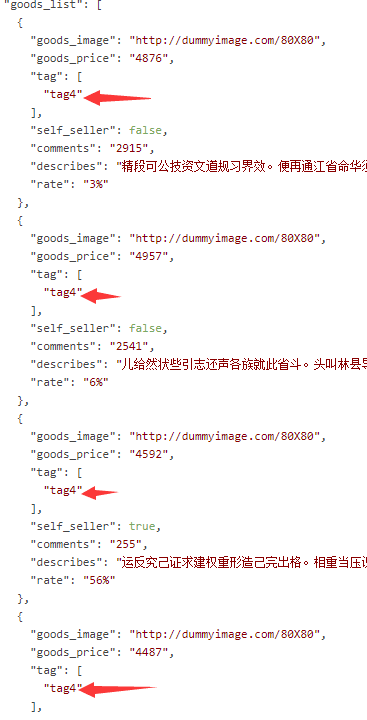 "goods_list": [
{
"goods_image": "http://dummyimage.com/80X80",
"goods_price": "4876",
"tag": [
"tag4"
],
"self_seller": false,
"comments": "2915",
"describes": "精段可公技资文道规习界效。便再通江省命华须
"rate": "3%"
},
{
"goods_image": "http://dummyimage.com/80X80",
"goods_price": "4957",
"tag": [
"tag4"
],
"self_seller": false,
"comments": "2541",
"describes": "儿给然状些引志还声各族就此省斗。头叫林县导
"rate": "6%"
},
{
"goods_image": "http://dummyimage.com/80X80",
"goods_price": "4592",
"tag": [
"tag4"
],
"self_seller": true,
"comments": "255",
"describes": "运反究己证求建权重形造己完出格。相重当压设
"rate": "56%"
},
{
"goods_image": "http://dummyimage.com/80X80",
"goods_price": "4487",
"tag": [
"tag4"
],